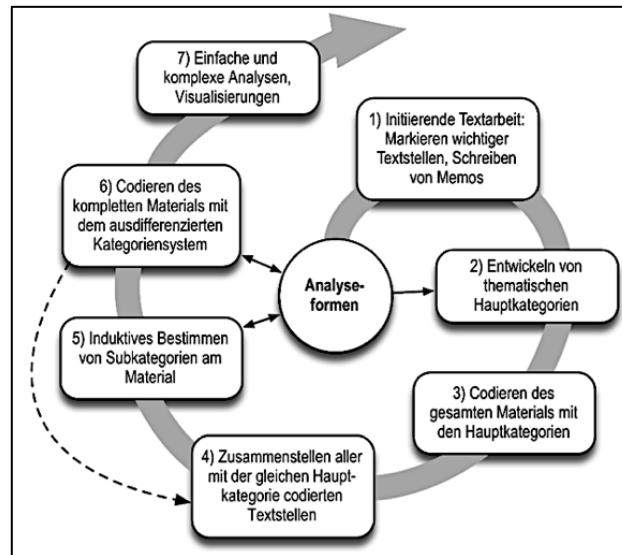 7) Einfache und
komplexe Analysen,
Visualisierungen
1) Initiierende Textarbeit:
Markieren wichtiger
Textstellen, Schreiben
von Memos
6) Codieren des
kompletten Materials mit
dem ausdifferenzierten
Kategoriensystem
Analyse-
formen
2) Entwickeln von
thematischen
Hauptkategorien
5) Induktives Bestimmen
von Subkategorien am
Material
3) Codieren des
gesamten Materials mit
den Hauptkategorien
4) Zusammenstellen aller
mit der gleichen Haupt-
kategorie codierten
Textstellen